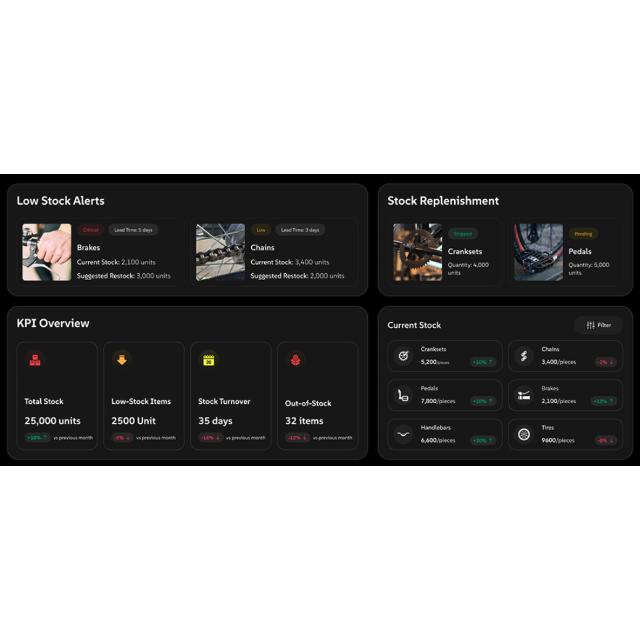 Low Stock Alerts
Critical
Lead Time: 5 days
Brakes
Current Stock: 2,100 units
Suggested Restock: 3,000 units
Low
Lead Time: 3 days
Chains
Current Stock: 3,400 units
Suggested Restock: 2,000 units
Stock Replenishment
Shipped
Cranksets
Quantity: 4,000
units
Pending
Pedals
Quantity: 5,000
units
KPI Overview
Total Stock
25,000 units
vs previous month
Low-Stock Items
2500 Unit
vs previous month
Stock Turnover
35 days
vs previous month
Out-of-Stock
32 items
-12% ↓ vs previous month
Current Stock
Filter
Cranksets
5,200/pieces
+10% ↑
Chains
3,400/pieces
-2% ↓
Pedals
7,800/pieces
+10% ↑
Brakes
2,100/pieces
+12% ↑
Handlebars
6,600/pieces
+20% ↑
Tires
9600/pieces
-8% ↓